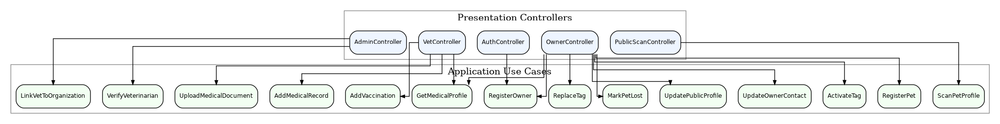 Presentation Controllers
AdminController
VetController
AuthController
OwnerController
PublicScanController
Application Use Cases
LinkVetToOrganization
VerifyVeterinarian
UploadMedicalDocument
AddMedicalRecord
AddVaccination
GetMedicalProfile
RegisterOwner
ReplaceTag
MarkPetLost
UpdatePublicProfile
UpdateOwnerContact
ActivateTag
RegisterPet
ScanPetProfile